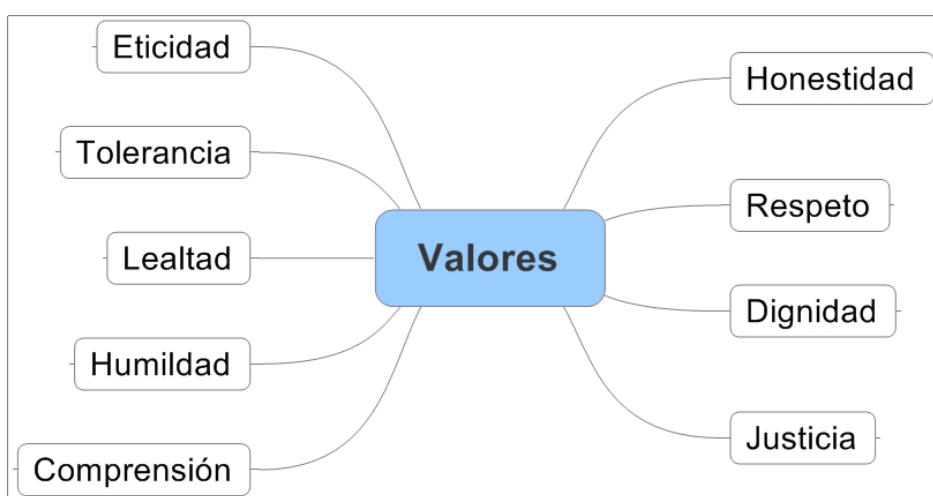 Eticidad
Tolerancia
Lealtad
Humildad
Comprensión
Valores
Honestidad
Respeto
Dignidad
Justicia